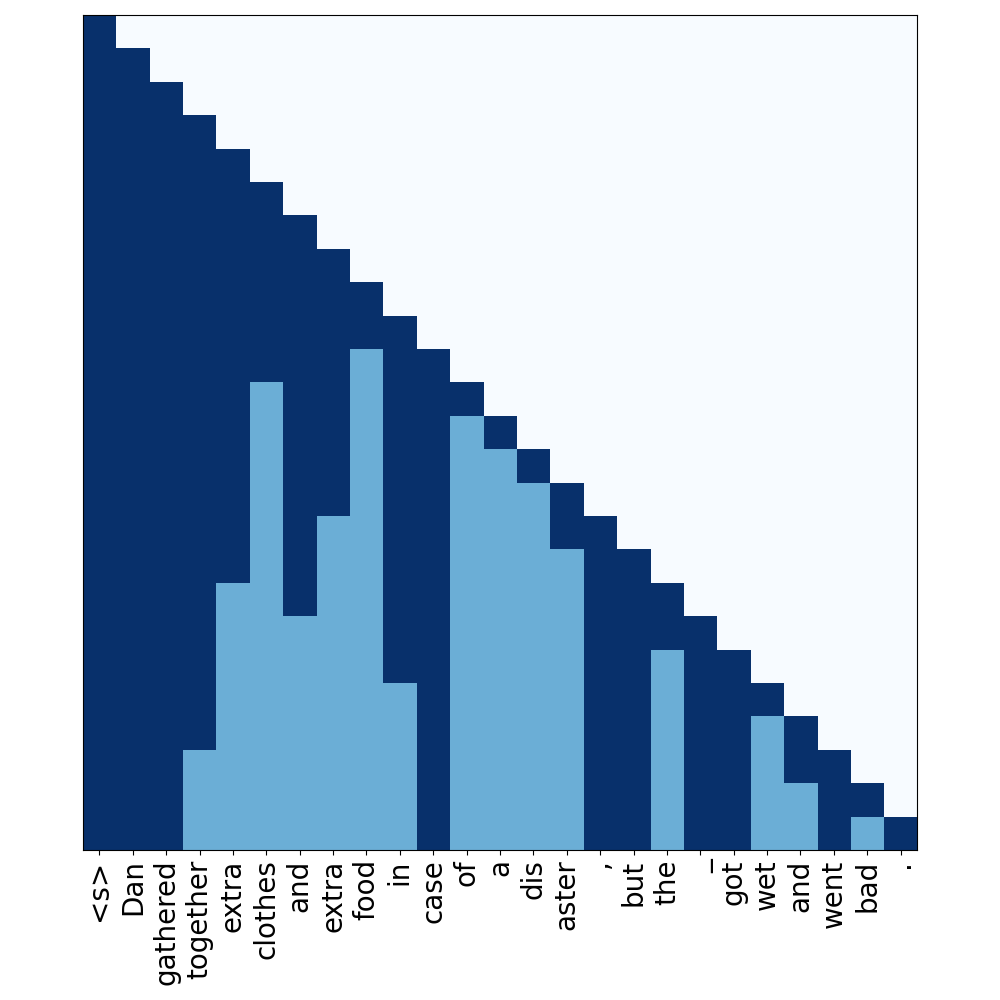 <s>
Dan
gathered
together
extra
clothes
and
extra
food
in
case
of
a
dis
aster
,
but
the
_
got
wet
and
went
bad
.